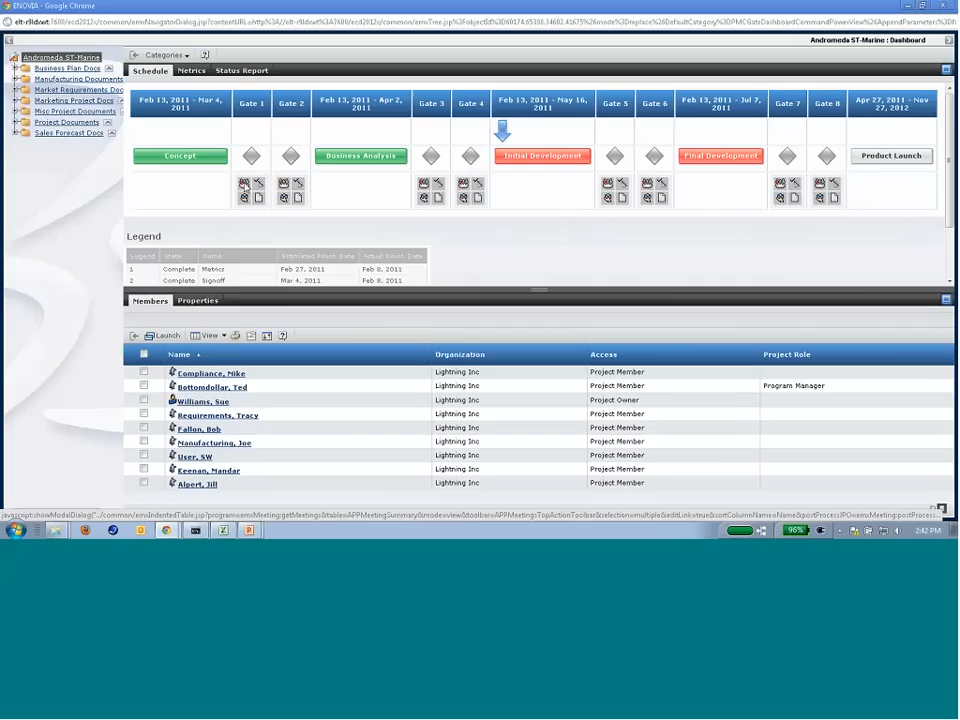 ENOVIA - Google Chrome
Andromeda ST-Marine : Dashboard
Andromeda ST-Marine
Business Plan Docs
Manufacturing Documents
Market Requirements Doc
Marketing Project Docs
Misc Project Documents
Project Documents
Sales Forecast Docs
Categories
Schedule Metrics Status Report
Feb 13, 2011 - Mar 4, 2011
Gate 1
Gate 2
Feb 13, 2011 - Apr 2, 2011
Gate 3
Gate 4
Feb 13, 2011 - May 16, 2011
Gate 5
Gate 6
Feb 13, 2011 - Jul 7, 2011
Gate 7
Gate 8
Apr 27, 2011 - Nov 27, 2012
Concept
Business Analysis
Initial Development
Final Development
Product Launch
Legend
Legend State Name Estimated Finish Date Actual Finish Date
1 Complete Metrics Feb 27, 2011 Feb 8, 2011
2 Complete Signoff Mar 4, 2011 Feb 8, 2011
Members Properties
Launch View
Name Organization Access Project Role
Compliance, Mike Lightning Inc Project Member
Bottomdollar, Ted Lightning Inc Project Member Program Manager
Williams, Sue Lightning Inc Project Owner
Requirements, Tracy Lightning Inc Project Member
Fallon, Bob Lightning Inc Project Member
Manufacturing, Joe Lightning Inc Project Member
User, SW Lightning Inc Project Member
Keenan, Mandar Lightning Inc Project Member
Alpert, Jill Lightning Inc Project Member
96%
2:42 PM